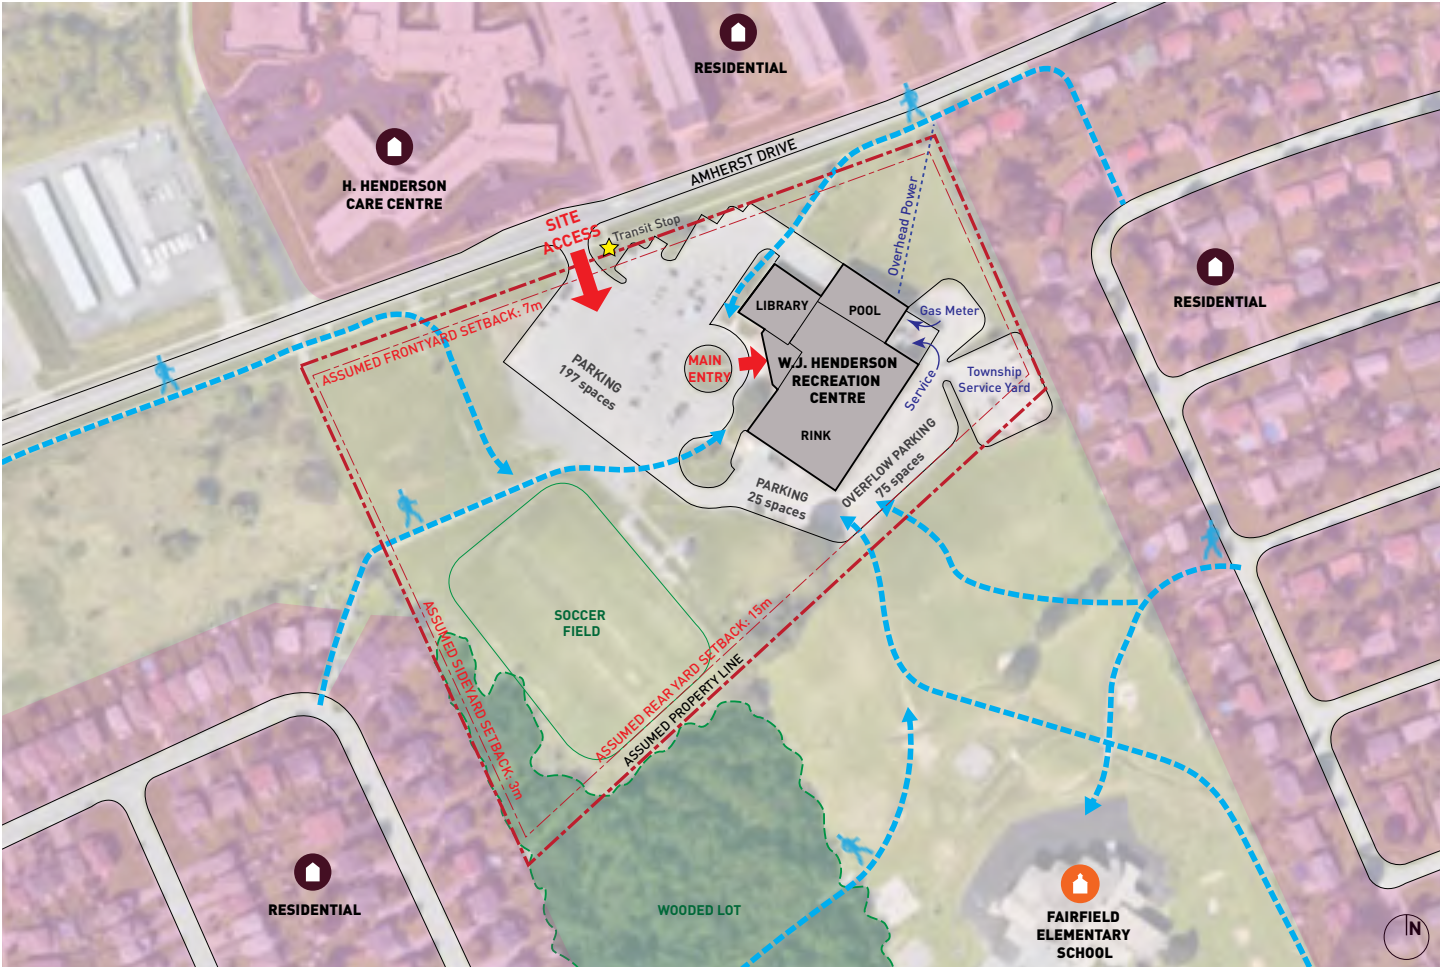 RESIDENTIAL
H. HENDERSON
CARE CENTRE
AMHERST DRIVE
SITE
ACCESS
Transit Stop
Overhead Power
RESIDENTIAL
ASSUMED FRONTYARD SETBACK: 7m
LIBRARY
POOL
Gas Meter
PARKING
197 spaces
MAIN
ENTRY
W.J. HENDERSON
RECREATION
CENTRE
Service
Township
Service Yard
RINK
OVERFLOW PARKING
75 spaces
PARKING
25 spaces
SOCCER
FIELD
ASSUMED SIDEYARD SETBACK: 3m
ASSUMED REAR YARD SETBACK: 15m
ASSUMED PROPERTY LINE
RESIDENTIAL
WOODED LOT
FAIRFIELD
ELEMENTARY
SCHOOL
N